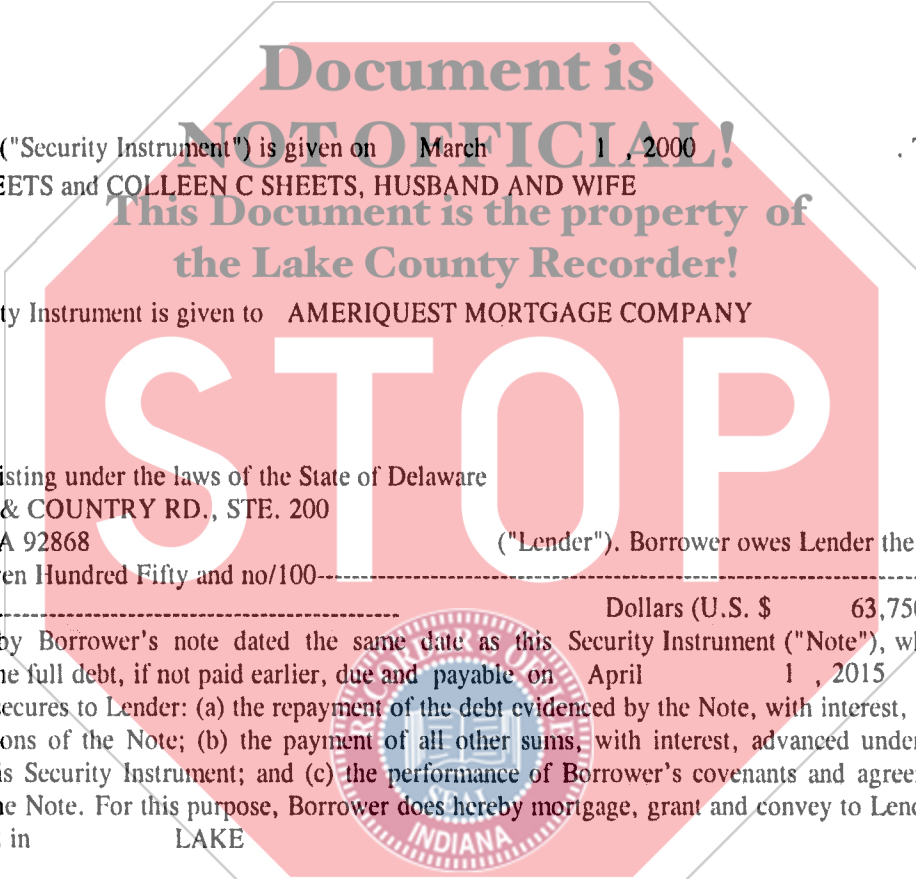 Document is
NOT OFFICIAL!
("Security Instrument") is given on March 1 , 2000 .
EETS and COLLEEN C SHEETS, HUSBAND AND WIFE
This Document is the property of
the Lake County Recorder!
ty Instrument is given to AMERIQUEST MORTGAGE COMPANY
STOP
isting under the laws of the State of Delaware
& COUNTRY RD., STE. 200
A 92868 ("Lender"). Borrower owes Lender the
en Hundred Fifty and no/100-----------------------------------------------------------------
---------------------------------------------------- Dollars (U.S. $ 63,750
by Borrower's note dated the same date as this Security Instrument ("Note"), wh
ne full debt, if not paid earlier, due and payable on April 1 , 2015
secures to Lender: (a) the repayment of the debt evidenced by the Note, with interest,
ons of the Note; (b) the payment of all other sums, with interest, advanced under
is Security Instrument; and (c) the performance of Borrower's covenants and agree
he Note. For this purpose, Borrower does hereby mortgage, grant and convey to Lend
in LAKE
RECORDER OFFICE
SEAL
INDIANA